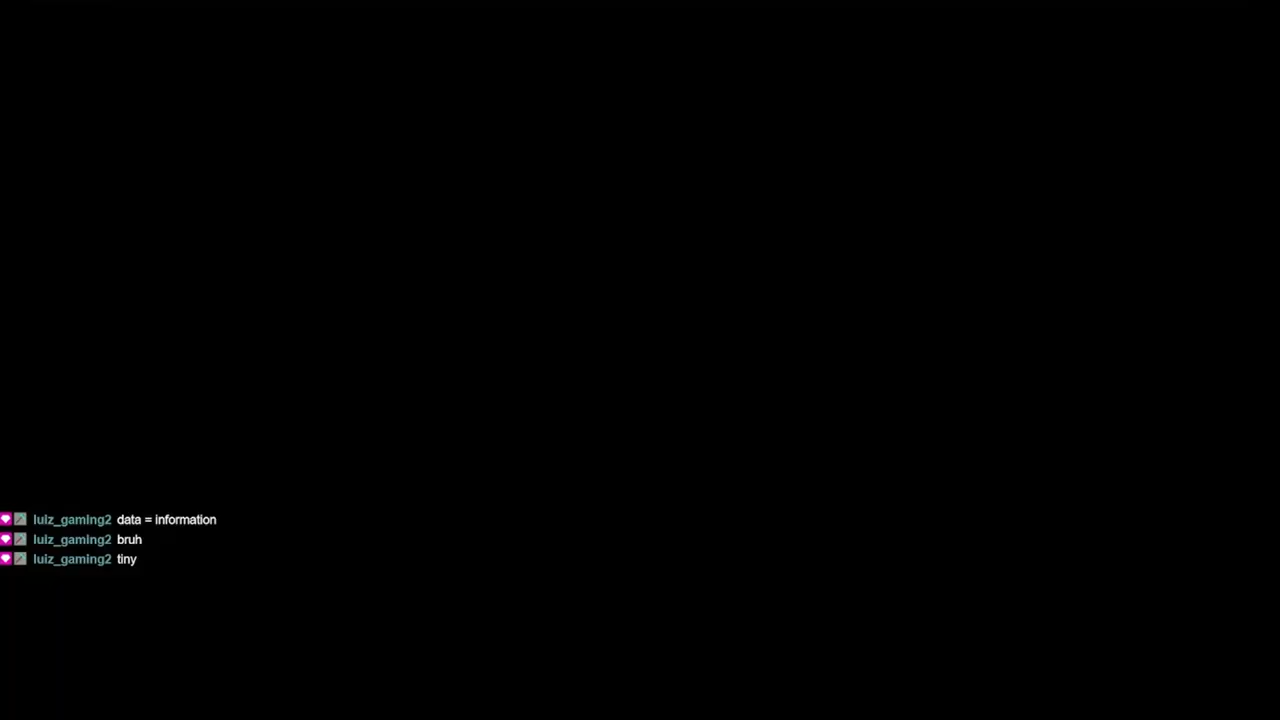 luiz_gaming2 data = information
luiz_gaming2 bruh
luiz_gaming2 tiny